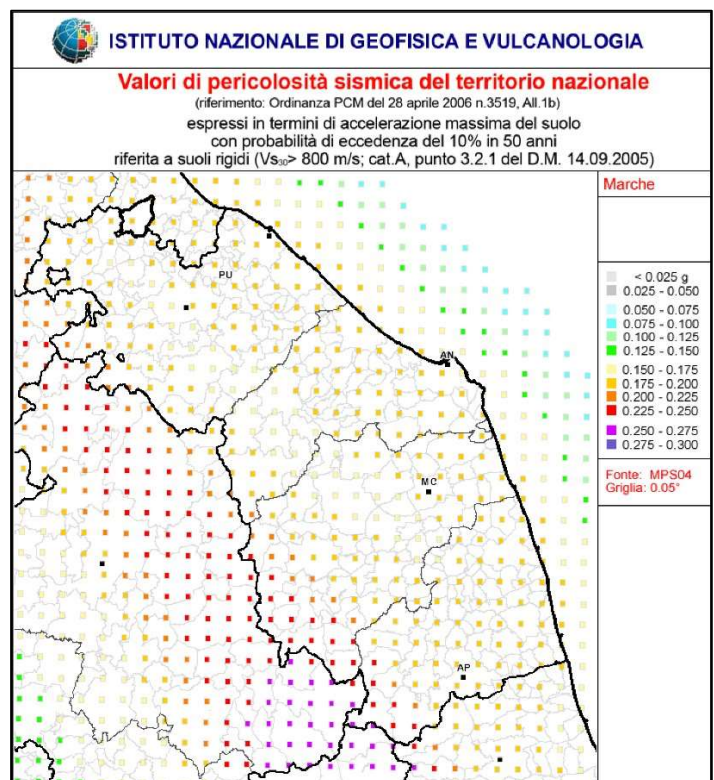 ISTITUTO NAZIONALE DI GEOFISICA E VULCANOLOGIA
Valori di pericolosità sismica del territorio nazionale
(riferimento: Ordinanza PCM del 28 aprile 2006 n.3519, All.1b)
espressi in termini di accelerazione massima del suolo
con probabilità di eccedenza del 10% in 50 anni
riferita a suoli rigidi (Vs₃₀> 800 m/s; cat.A, punto 3.2.1 del D.M. 14.09.2005)
Marche
< 0.025 g
0.025 - 0.050
0.050 - 0.075
0.075 - 0.100
0.100 - 0.125
0.125 - 0.150
0.150 - 0.175
0.175 - 0.200
0.200 - 0.225
0.225 - 0.250
0.250 - 0.275
0.275 - 0.300
Fonte: MPS04
Griglia: 0.05°
PU
AN
MC
AP